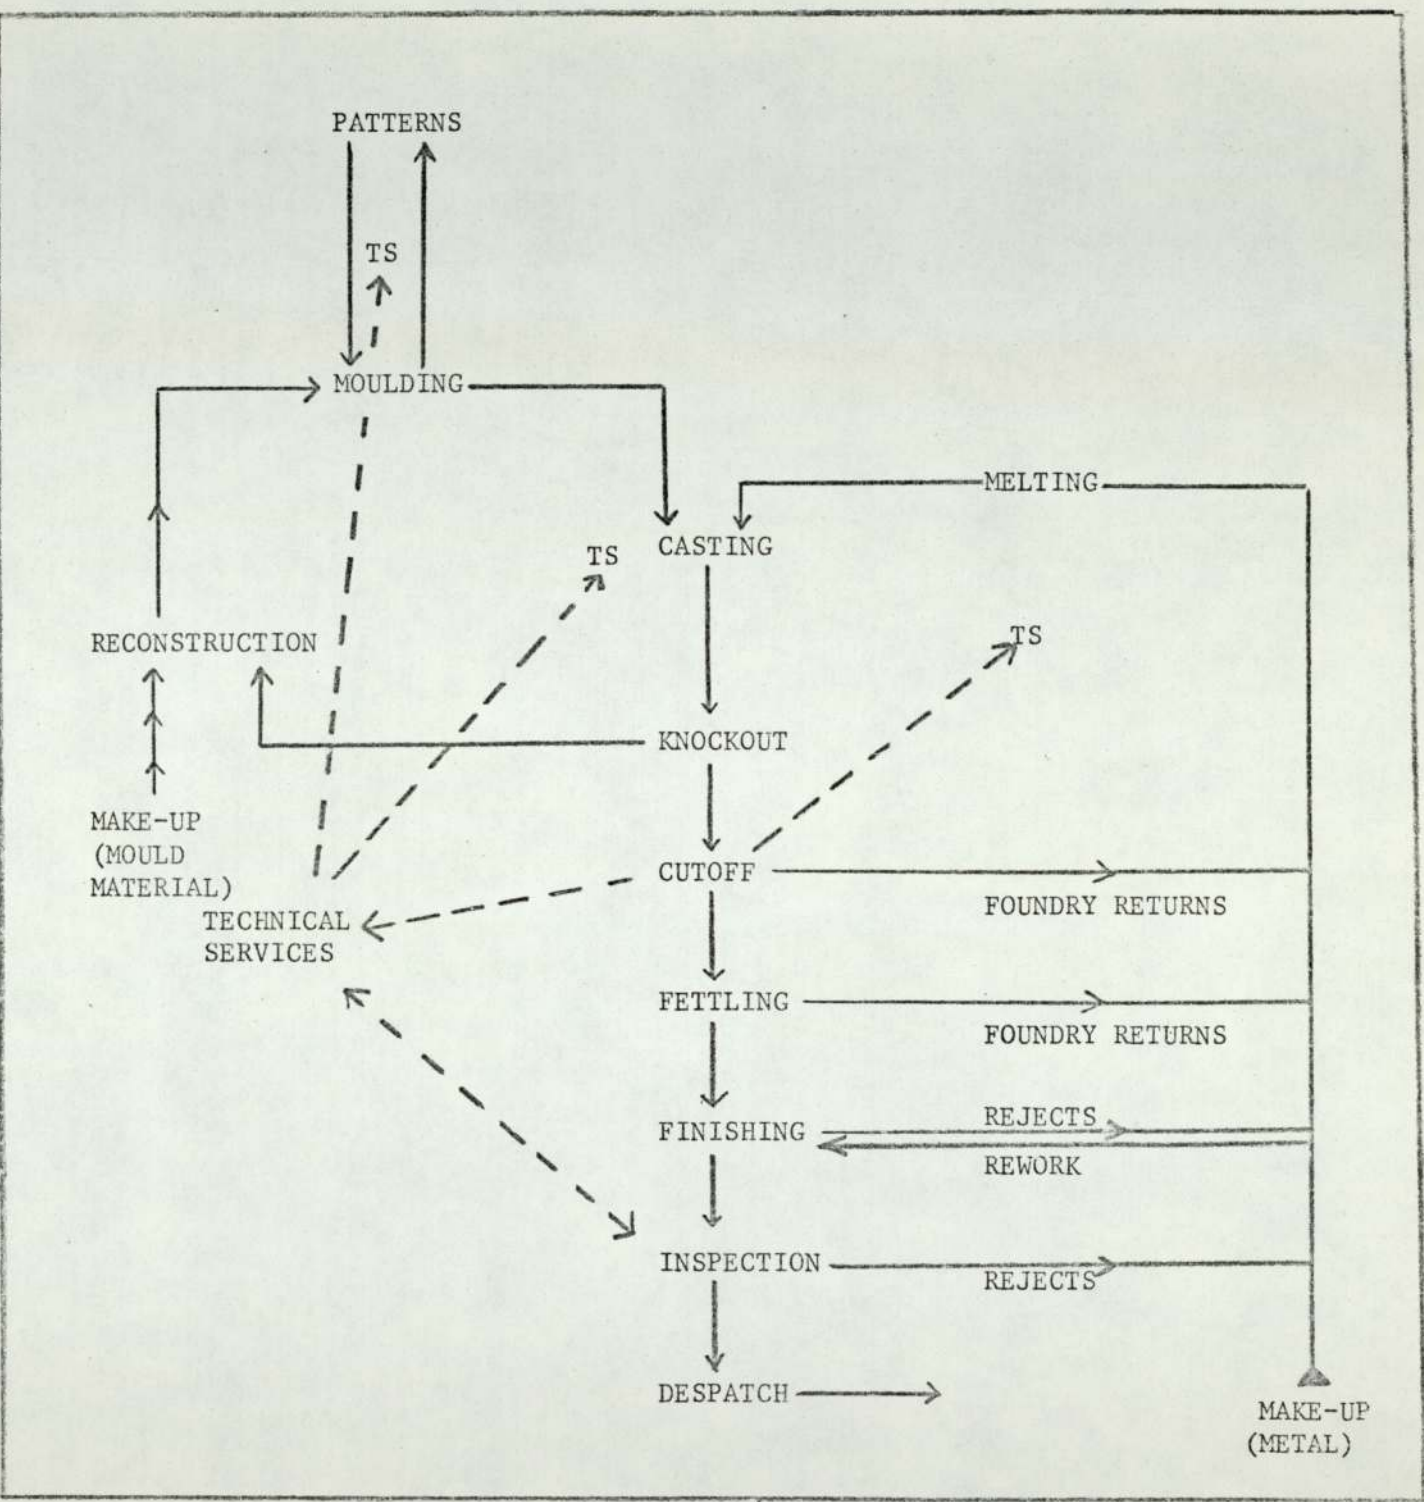 PATTERNS
TS
MOULDING
MELTING
CASTING
TS
TS
RECONSTRUCTION
KNOCKOUT
MAKE-UP
(MOULD
MATERIAL)
CUTOFF
FOUNDRY RETURNS
TECHNICAL
SERVICES
FETTLING
FOUNDRY RETURNS
REJECTS
FINISHING
REWORK
INSPECTION
REJECTS
DESPATCH
MAKE-UP
(METAL)